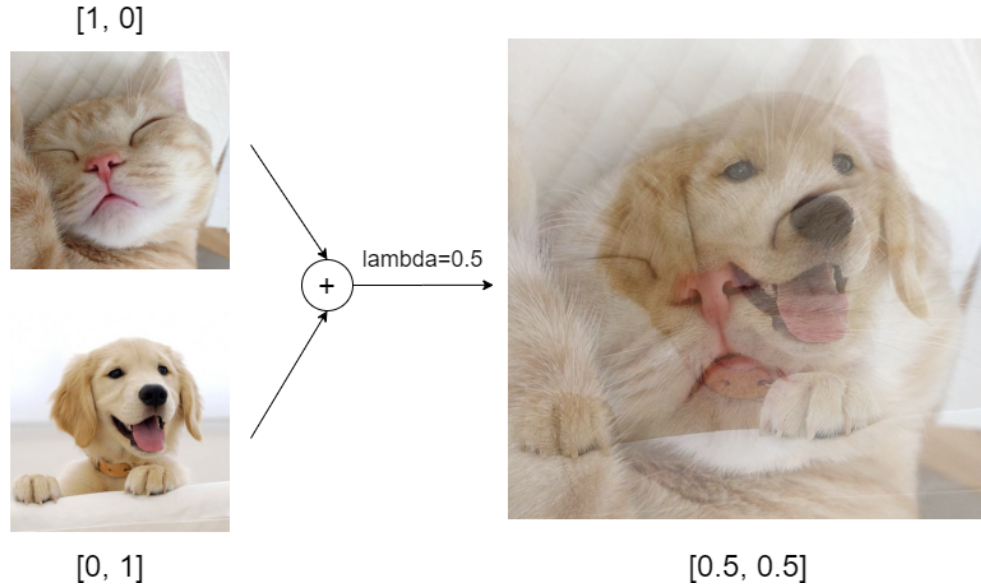 [1, 0]
+
lambda=0.5
[0, 1]
[0.5, 0.5]